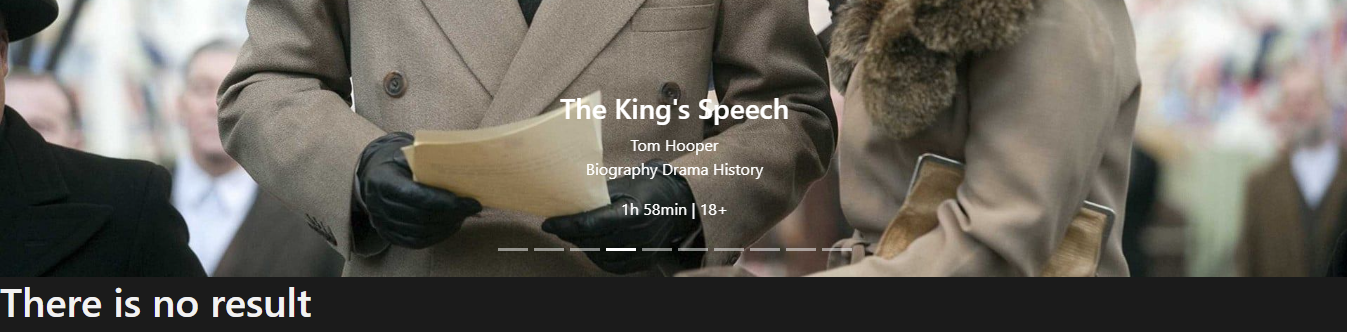 The King's Speech
Tom Hooper
Biography Drama History
1h 58min | 18+
There is no result